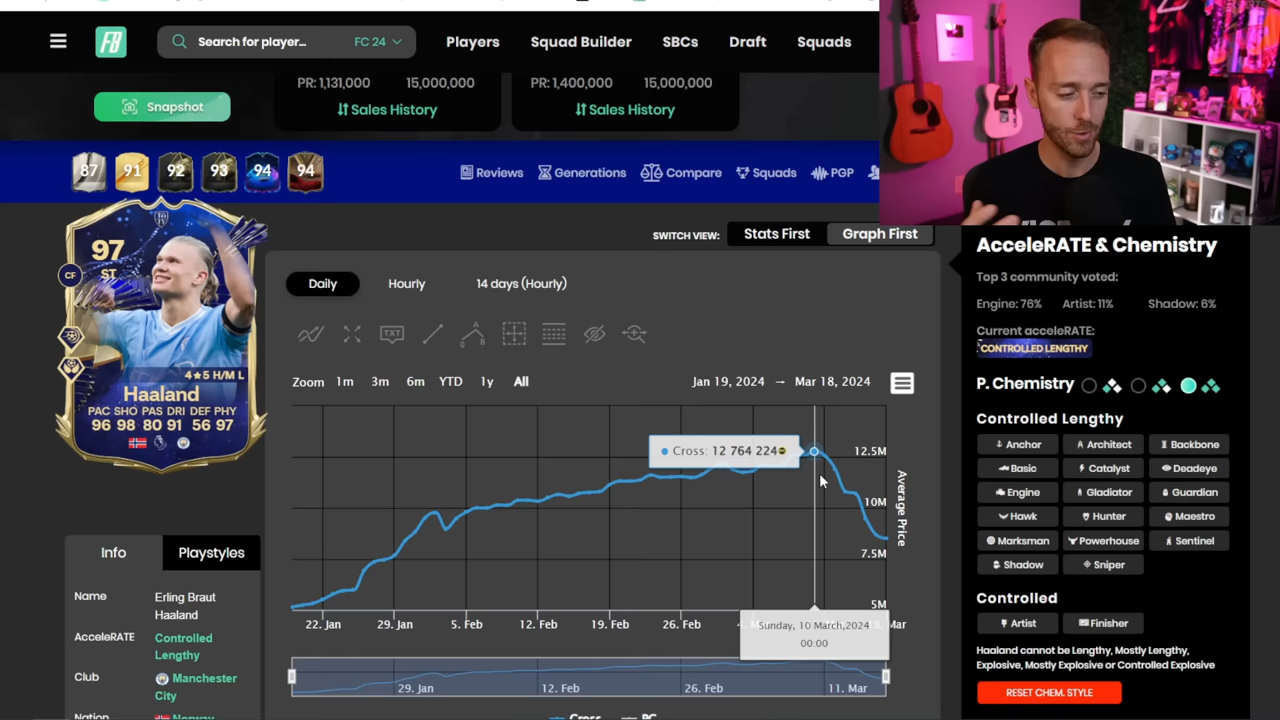 FB
Search for player...
FC 24
Players
Squad Builder
SBCs
Draft
Squads
PR: 1,131,000
15,000,000
PR: 1,400,000
15,000,000
Snapshot
Sales History
Sales History
87
91
92
93
94
94
Reviews
Generations
Compare
Squads
PGP
SWITCH VIEW:
Stats First
Graph First
97
ST
CF
4★5 H/M L
Haaland
PAC SHO PAS DRI DEF PHY
96 98 80 91 56 97
Daily
Hourly
14 days (Hourly)
TXT
Zoom
1m
3m
6m
YTD
1y
All
Jan 19, 2024 → Mar 18, 2024
Cross: 12 764 224
12.5M
10M
7.5M
5M
Average Price
22. Jan
29. Jan
5. Feb
12. Feb
19. Feb
26. Feb
Mar
Sunday, 10 March,2024
00:00
29. Jan
12. Feb
26. Feb
11. Mar
Cross
PC
Info
Playstyles
Name
Erling Braut
Haaland
AcceleRATE
Controlled
Lengthy
Club
Manchester
City
Nation
Norway
AcceleRATE & Chemistry
Top 3 community voted:
Engine: 76%
Artist: 11%
Shadow: 6%
Current acceleRATE:
CONTROLLED LENGTHY
P. Chemistry
Controlled Lengthy
Anchor
Architect
Backbone
Basic
Catalyst
Deadeye
Engine
Gladiator
Guardian
Hawk
Hunter
Maestro
Marksman
Powerhouse
Sentinel
Shadow
Sniper
Controlled
Artist
Finisher
Haaland cannot be Lengthy, Mostly Lengthy,
Explosive, Mostly Explosive or Controlled Explosive
RESET CHEM. STYLE